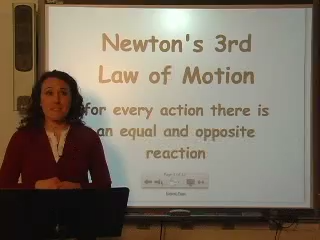 Newton's 3rd
Law of Motion
for every action there is
an equal and opposite
reaction